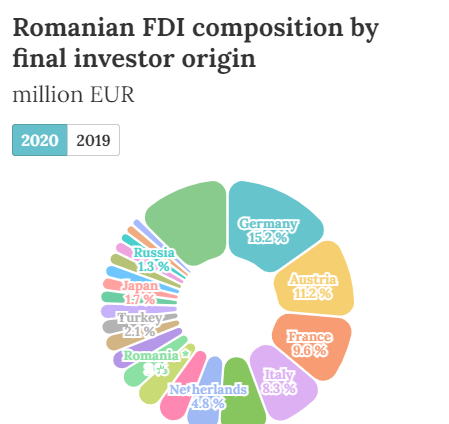 Romanian FDI composition by
final investor origin
million EUR
2020 2019
Germany
15.2 %
Austria
11.2 %
France
9.6 %
Italy
8.3 %
Netherlands
4.8 %
Romania *
Turkey
2.1 %
Japan
1.7 %
Russia
1.3 %